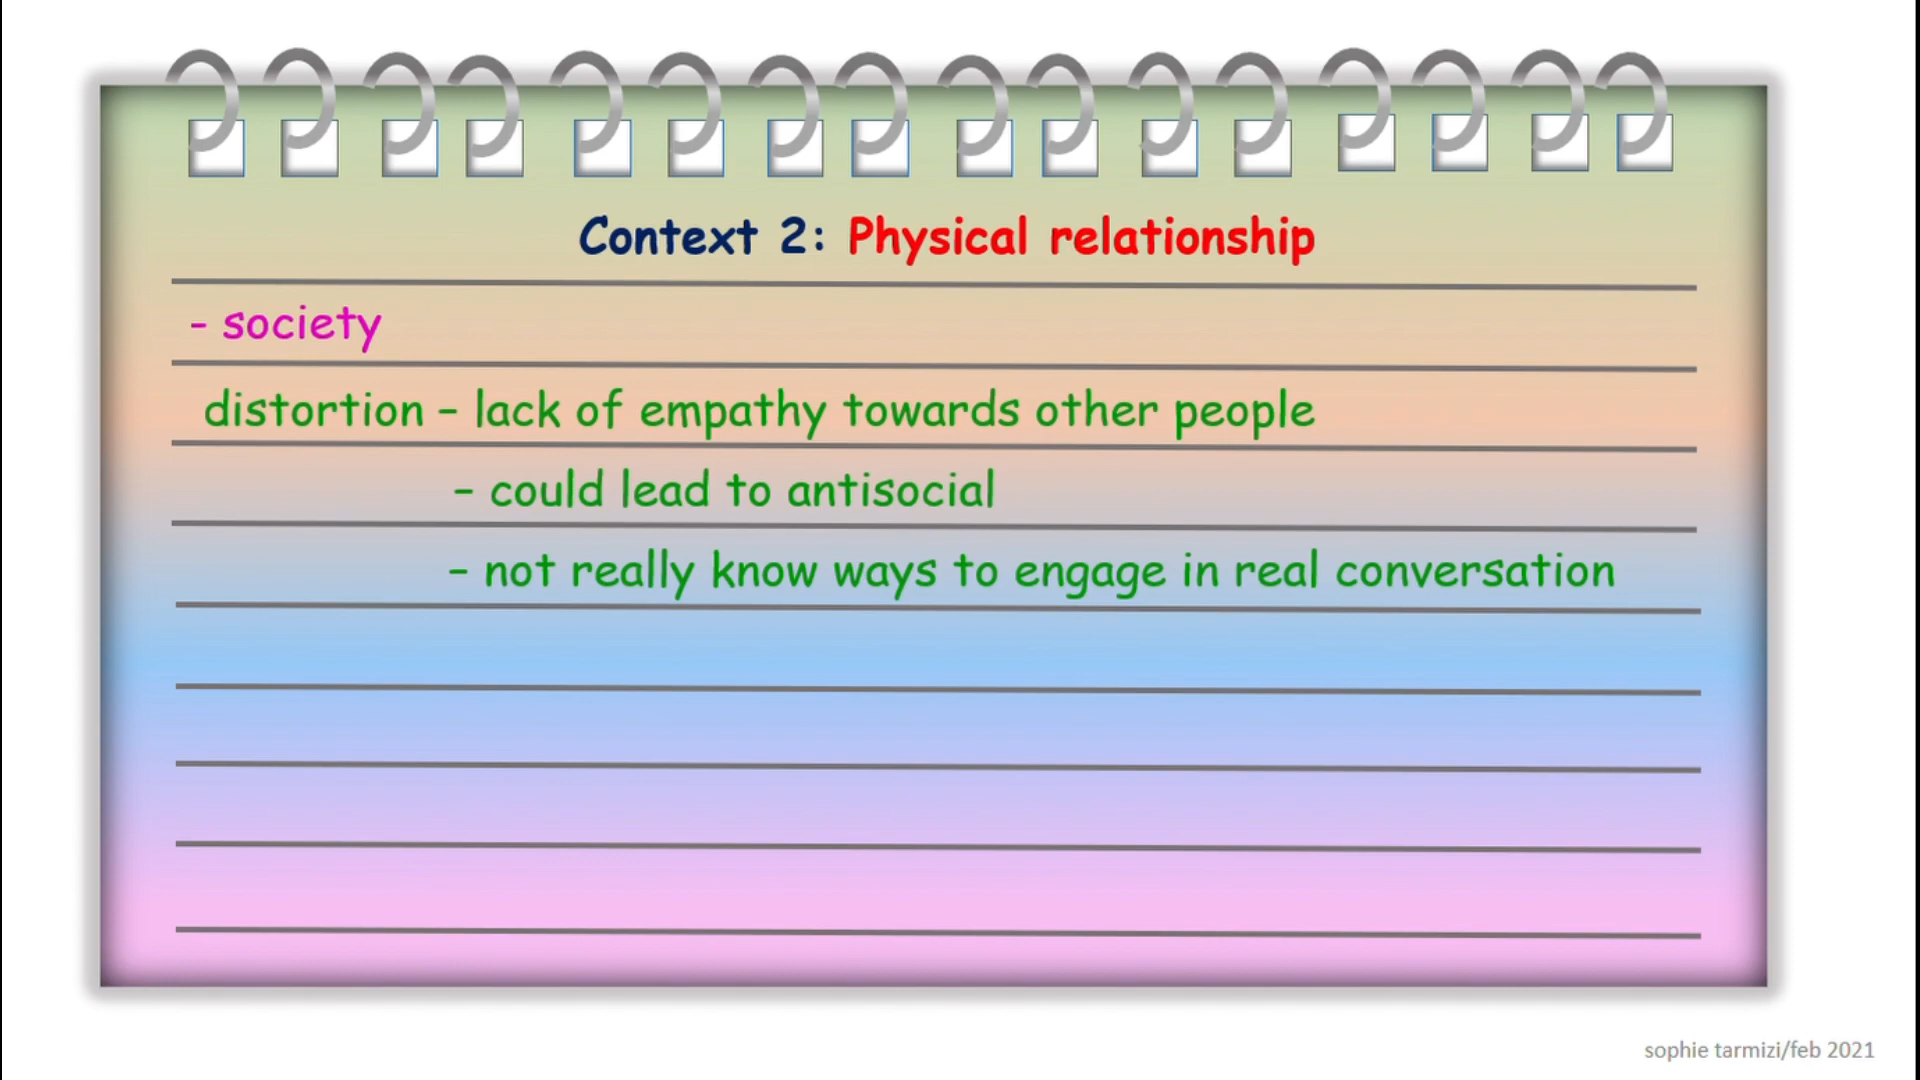 Context 2: Physical relationship
- society
distortion – lack of empathy towards other people
– could lead to antisocial
– not really know ways to engage in real conversation
sophie tarmizi/feb 2021